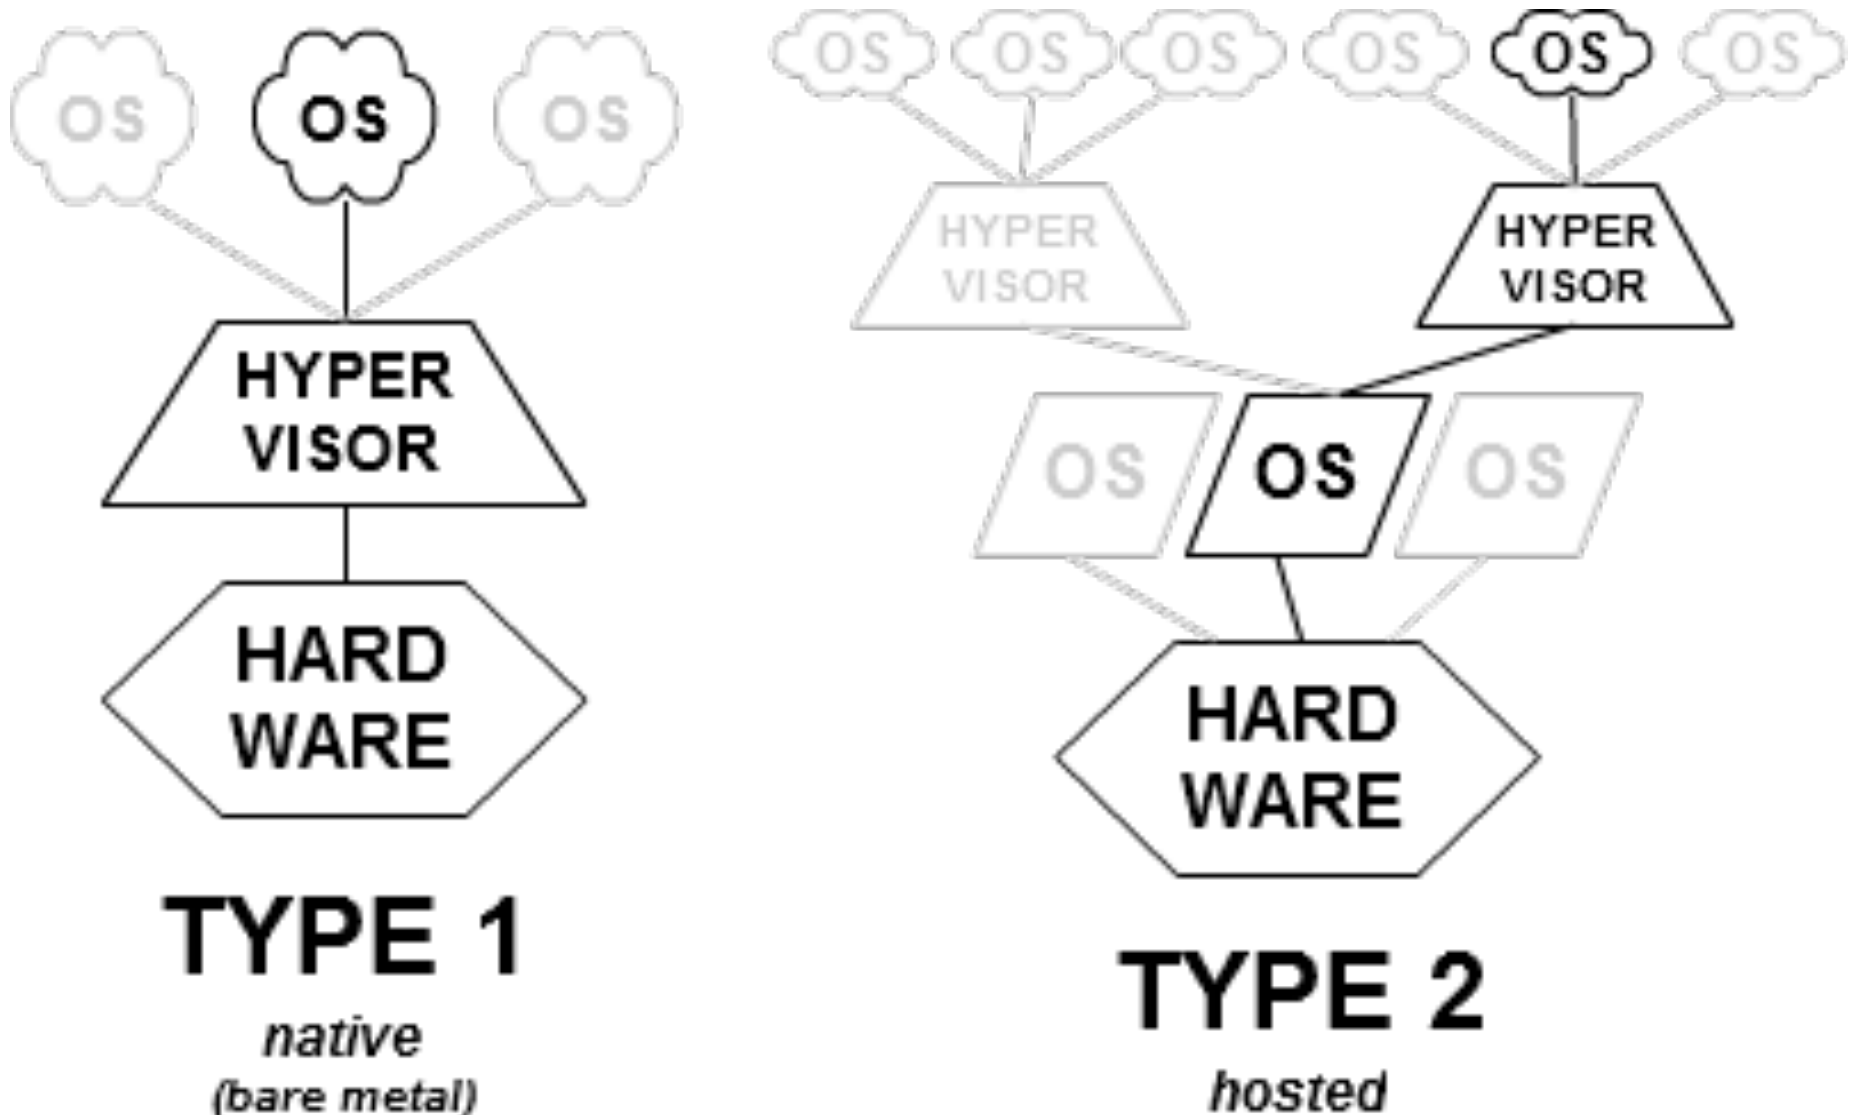 OS OS OS
HYPER
VISOR
HARD
WARE
TYPE 1
native
(bare metal)
OS OS OS OS OS OS
HYPER
VISOR
HYPER
VISOR
OS OS OS
HARD
WARE
TYPE 2
hosted